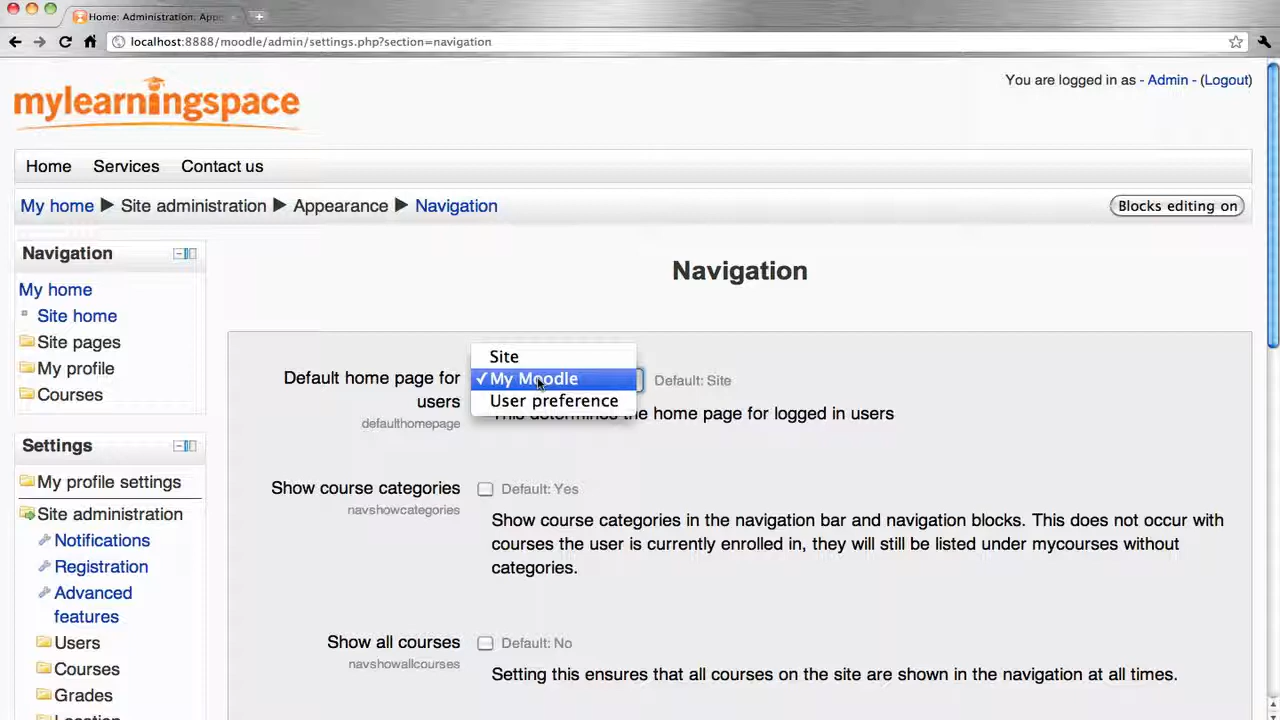 Home: Administration: Appe
localhost:8888/moodle/admin/settings.php?section=navigation
mylearningspace
You are logged in as - Admin - (Logout)
Home Services Contact us
My home ▶ Site administration ▶ Appearance ▶ Navigation
Blocks editing on
Navigation
My home
Site home
Site pages
My profile
Courses
Settings
My profile settings
Site administration
Notifications
Registration
Advanced
features
Users
Courses
Grades
Navigation
Default home page for
users
defaulthomepage
Site
✓ My Moodle
User preference
Default: Site
the home page for logged in users
Show course categories
navshowcategories
Default: Yes
Show course categories in the navigation bar and navigation blocks. This does not occur with
courses the user is currently enrolled in, they will still be listed under mycourses without
categories.
Show all courses
navshowallcourses
Default: No
Setting this ensures that all courses on the site are shown in the navigation at all times.